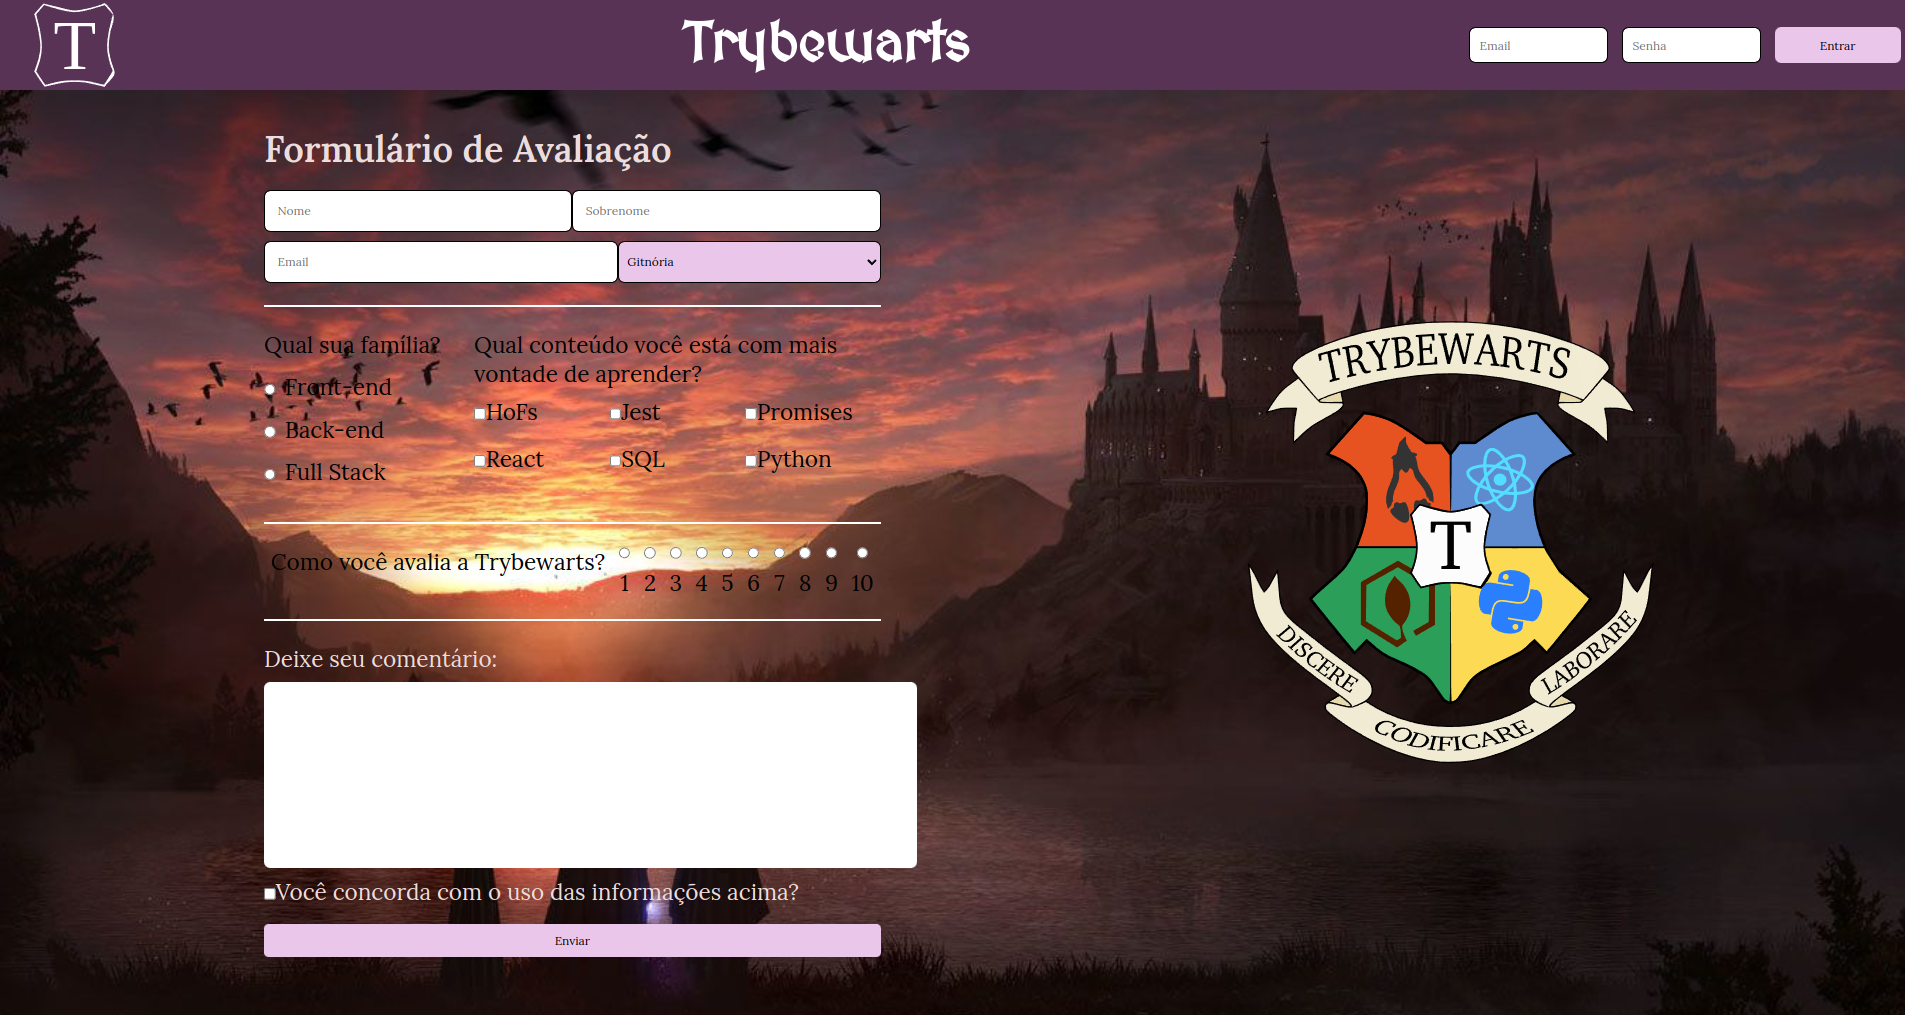 T
Trybewarts
Email
Senha
Entrar
Formulário de Avaliação
Nome
Sobrenome
Email
Gitnória
Qual sua família?
Front-end
Back-end
Full Stack
Qual conteúdo você está com mais
vontade de aprender?
HoFs
Jest
Promises
React
SQL
Python
Como você avalia a Trybewarts?
1 2 3 4 5 6 7 8 9 10
Deixe seu comentário:
Você concorda com o uso das informações acima?
Enviar
TRYBEWARTS
T
DISCERE
CODIFICARE
LABORARE